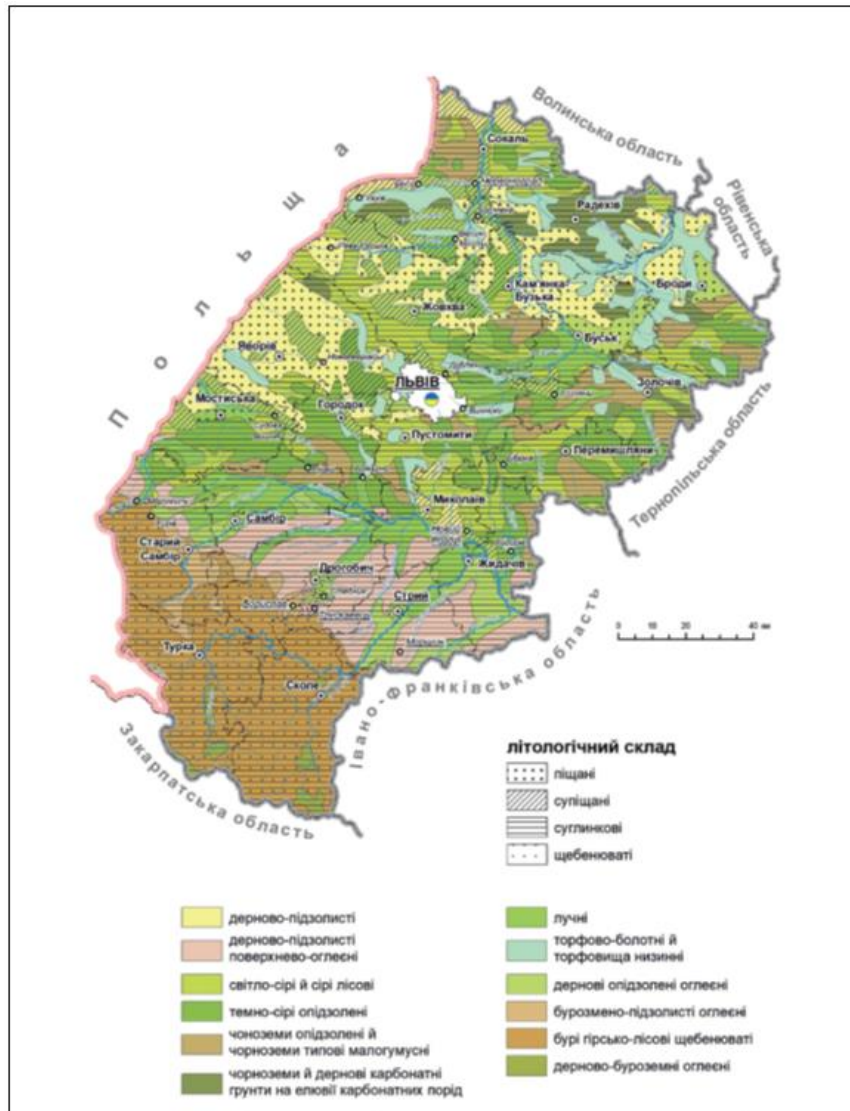 Польща
Волинська область
Рівенська область
Сокаль
Радехів
Кам'янка
Бузька
Броди
Жовква
Буськ
Яворів
ЛЬВІВ
Золочів
Мостиська
Городок
Пустомити
Перемишляни
Тернопільська область
Миколаїв
Самбір
Старий
Самбір
Дрогобич
Жидачів
Стрий
Турка
Сколе
Івано-Франківська область
Закарпатська область
0 10 20 40 км
літологічний склад
піщані
супіщані
суглинкові
щебенюваті
дерново-підзолисті
дерново-підзолисті
поверхнево-оглеєні
світло-сірі й сірі лісові
темно-сірі опідзолені
чоноземи опідзолені й
чорноземи типові малогумусні
чорноземи й дернові карбонатні
грунти на елювії карбонатних порід
лучні
торфово-болотні й
торфовища низинні
дернові опідзолені оглеєні
бурозмено-підзолисті оглеєні
бурі гірсько-лісові щебенюваті
дерново-буроземні оглеєні